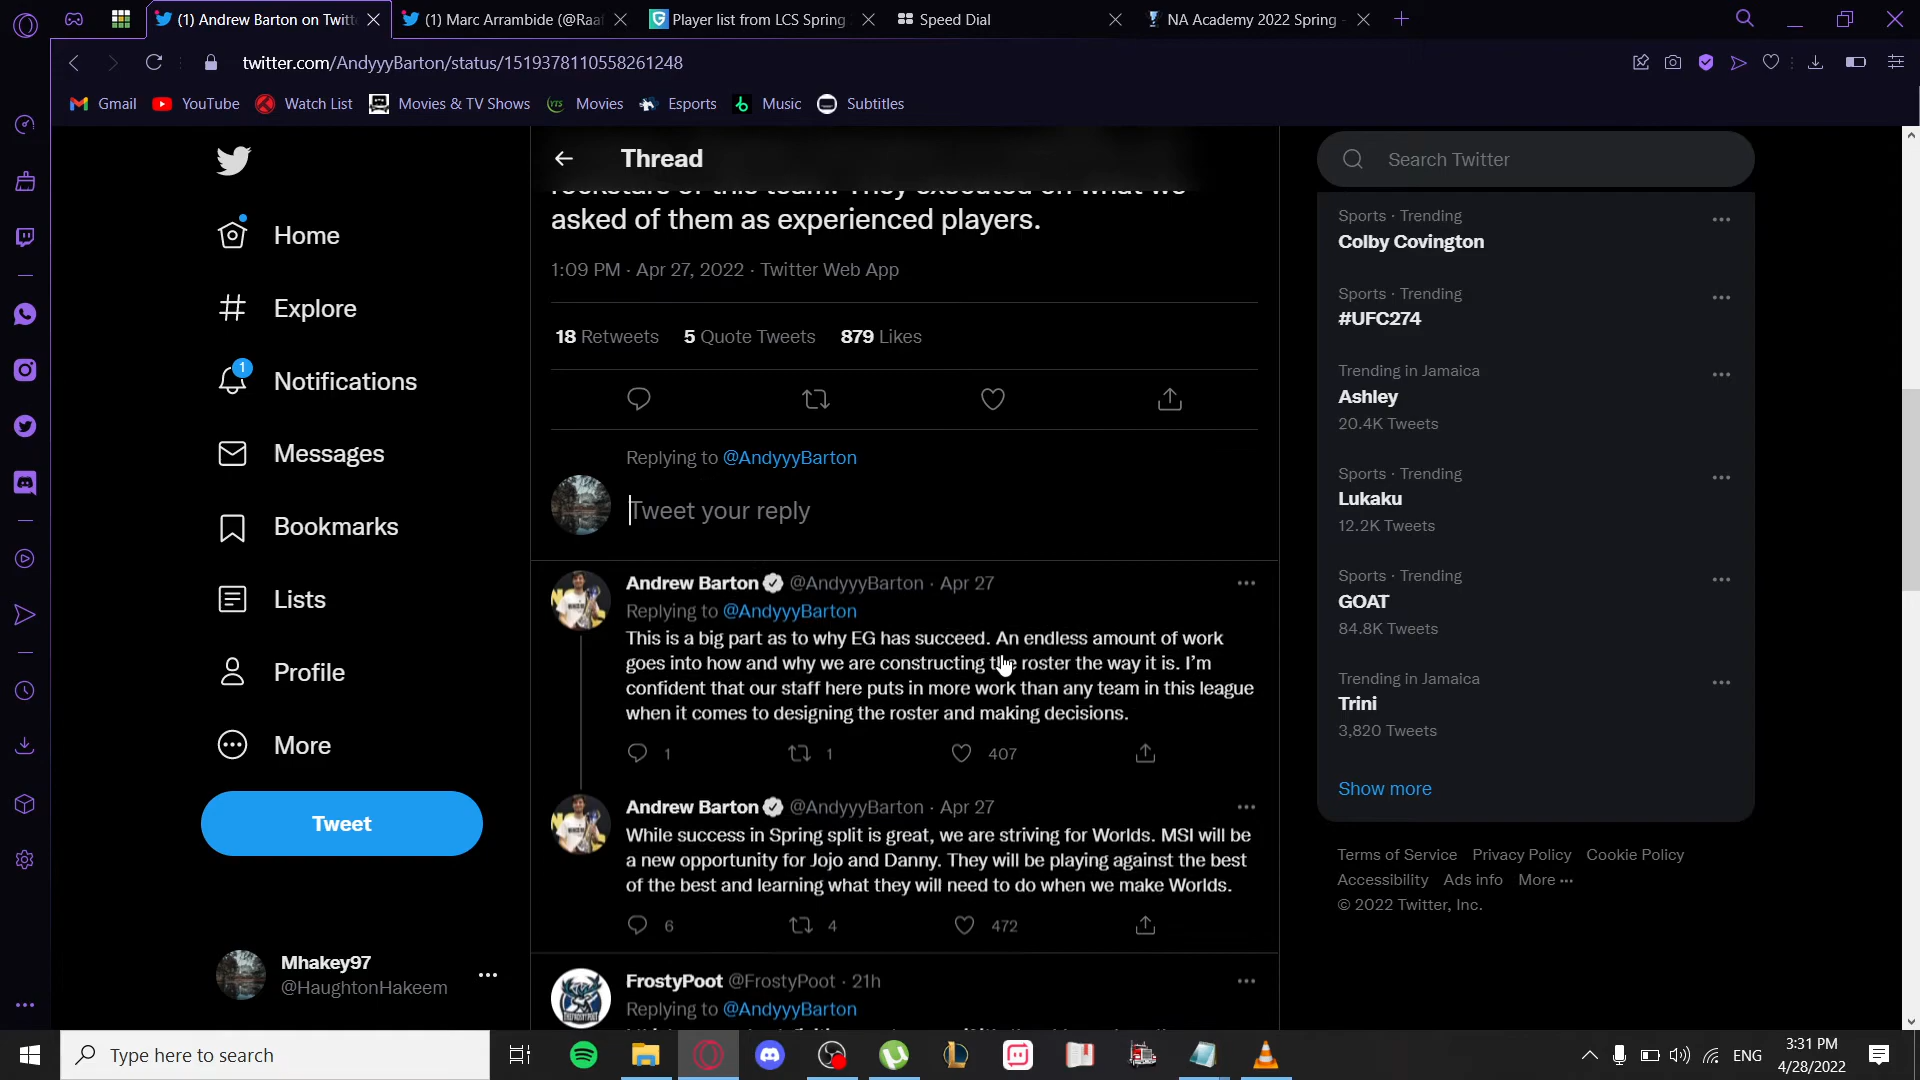 (1) Andrew Barton on Twitt
(1) Marc Arrambide (@Raa
Player list from LCS Spring
Speed Dial
NA Academy 2022 Spring -
twitter.com/AndyyyBarton/status/1519378110558261248
Gmail
YouTube
Watch List
Movies & TV Shows
Movies
Esports
Music
Subtitles
Home
Explore
1
Notifications
Messages
Bookmarks
Lists
Profile
More
Tweet
Mhakey97
@HaughtonHakeem
Thread
rockstars of this team. They executed on what we
asked of them as experienced players.
1:09 PM · Apr 27, 2022 · Twitter Web App
18 Retweets 5 Quote Tweets 879 Likes
Replying to @AndyyyBarton
Tweet your reply
Andrew Barton @AndyyyBarton · Apr 27
Replying to @AndyyyBarton
This is a big part as to why EG has succeed. An endless amount of work
goes into how and why we are constructing the roster the way it is. I'm
confident that our staff here puts in more work than any team in this league
when it comes to designing the roster and making decisions.
1 1 407
Andrew Barton @AndyyyBarton · Apr 27
While success in Spring split is great, we are striving for Worlds. MSI will be
a new opportunity for Jojo and Danny. They will be playing against the best
of the best and learning what they will need to do when we make Worlds.
6 4 472
FrostyPoot @FrostyPoot · 21h
Replying to @AndyyyBarton
Search Twitter
Sports · Trending
Colby Covington
Sports · Trending
#UFC274
Trending in Jamaica
Ashley
20.4K Tweets
Sports · Trending
Lukaku
12.2K Tweets
Sports · Trending
GOAT
84.8K Tweets
Trending in Jamaica
Trini
3,820 Tweets
Show more
Terms of Service Privacy Policy Cookie Policy
Accessibility Ads info More ···
© 2022 Twitter, Inc.
Type here to search
ENG
3:31 PM
4/28/2022